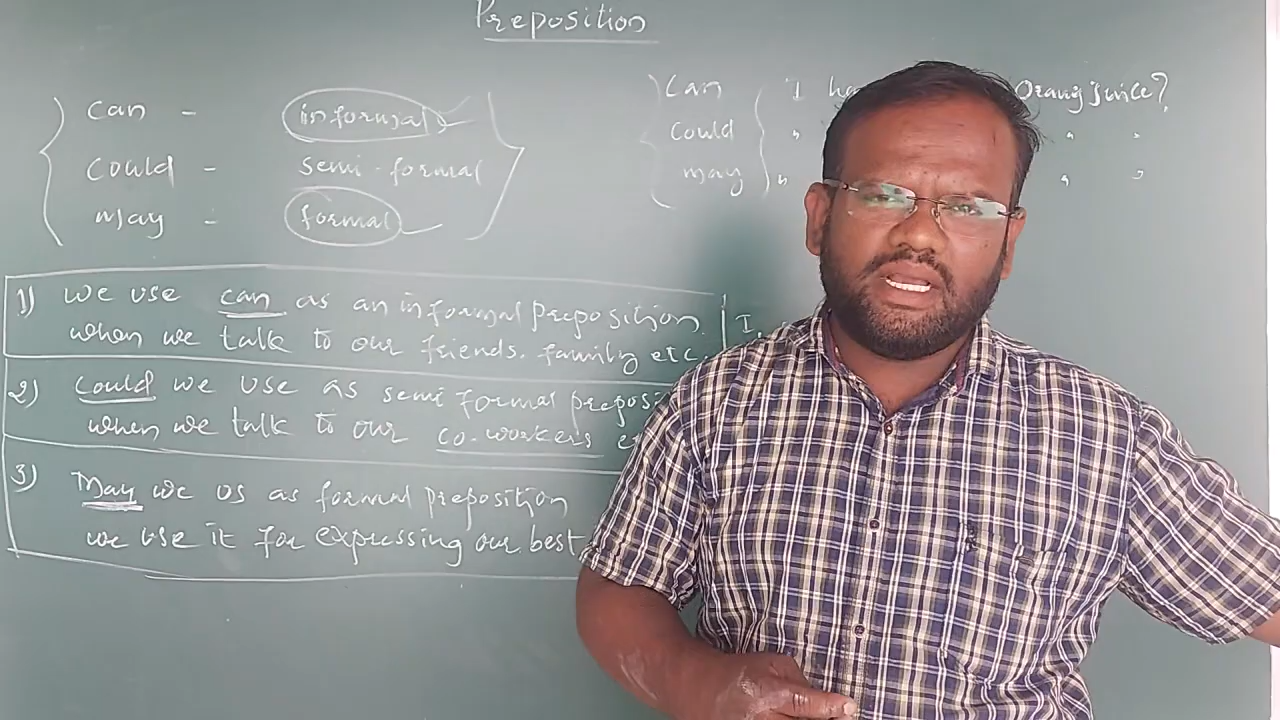 Preposition
can - informal
could - semi-formal
may - formal
Can I Orang juice?
Could " " "
may " " "
1) We use can as an informal preposition
when we talk to our friends. family etc.
2) Could we use as semi formal
when we talk to our co-workers
3) May we us as formal preposition
we use it for expressing our best
I.